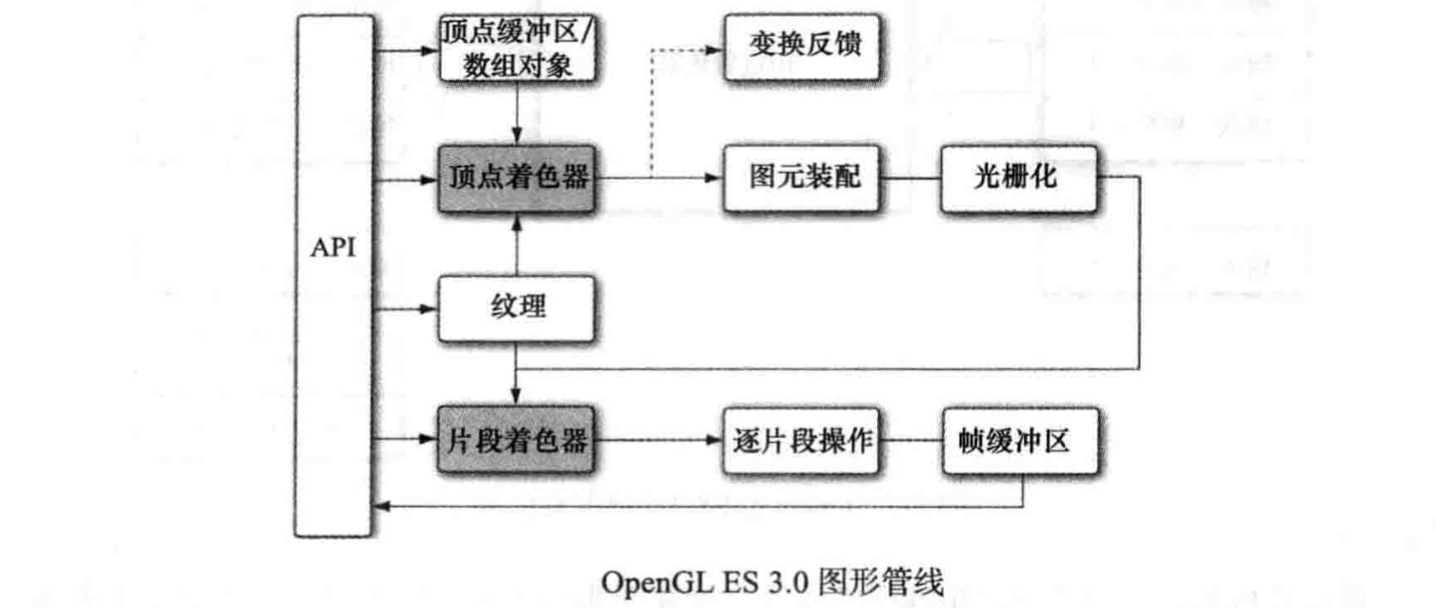 顶点缓冲区/
数组对象
变换反馈
顶点着色器
图元装配
光栅化
API
纹理
片段着色器
逐片段操作
帧缓冲区
OpenGL ES 3.0 图形管线